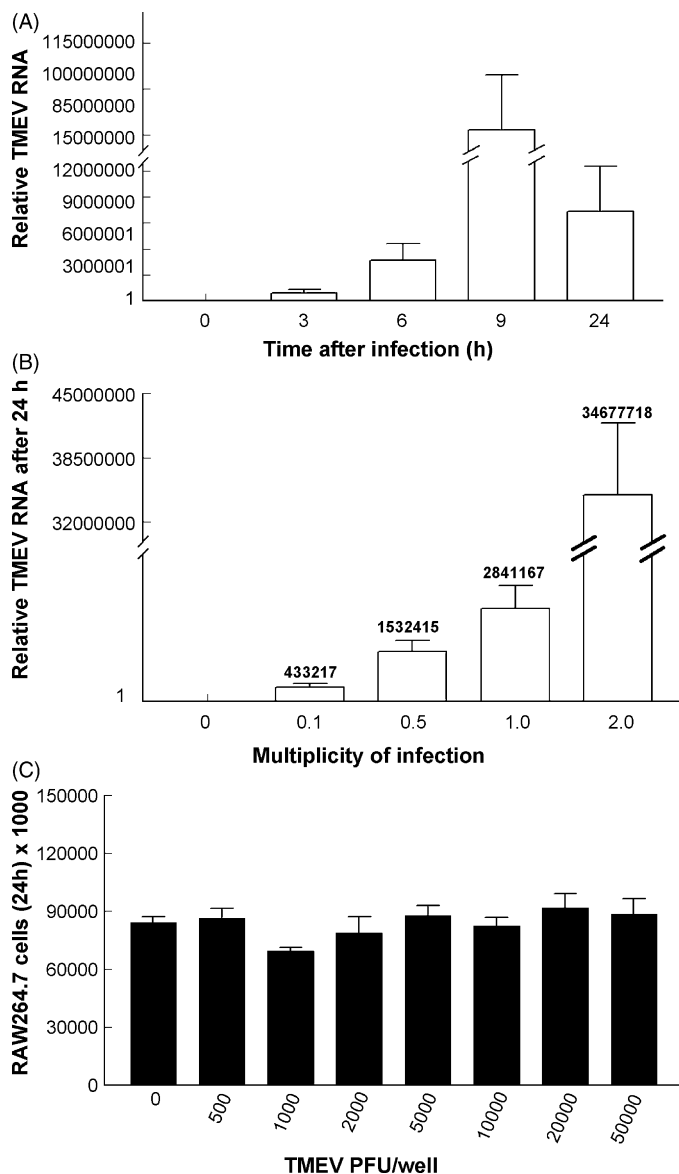 (A)
Relative TMEV RNA
115000000
100000000
85000000
15000000
12000000
9000000
6000001
3000001
1
0 3 6 9 24
Time after infection (h)
(B)
Relative TMEV RNA after 24 h
45000000
38500000
32000000
1
433217
1532415
2841167
34677718
0 0.1 0.5 1.0 2.0
Multiplicity of infection
(C)
RAW264.7 cells (24h) x 1000
150000
120000
90000
60000
30000
0
0 500 1000 2000 5000 10000 20000 50000
TMEV PFU/well